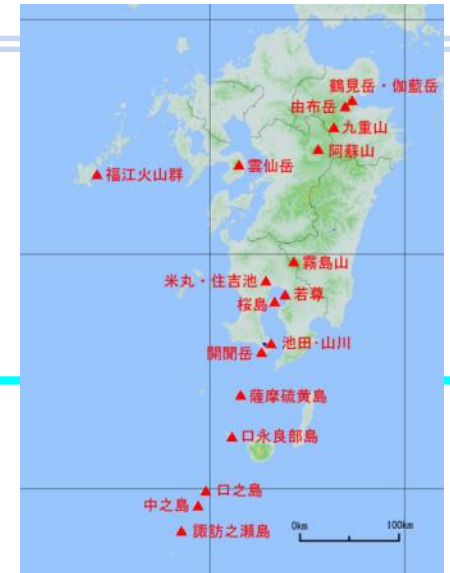 鶴見岳・伽藍岳
由布岳
九重山
阿蘇山
雲仙岳
福江火山群
霧島山
米丸・住吉池
若尊
桜島
池田・山川
開聞岳
薩摩硫黄島
口永良部島
口之島
中之島
諏訪之瀬島
0km 100km